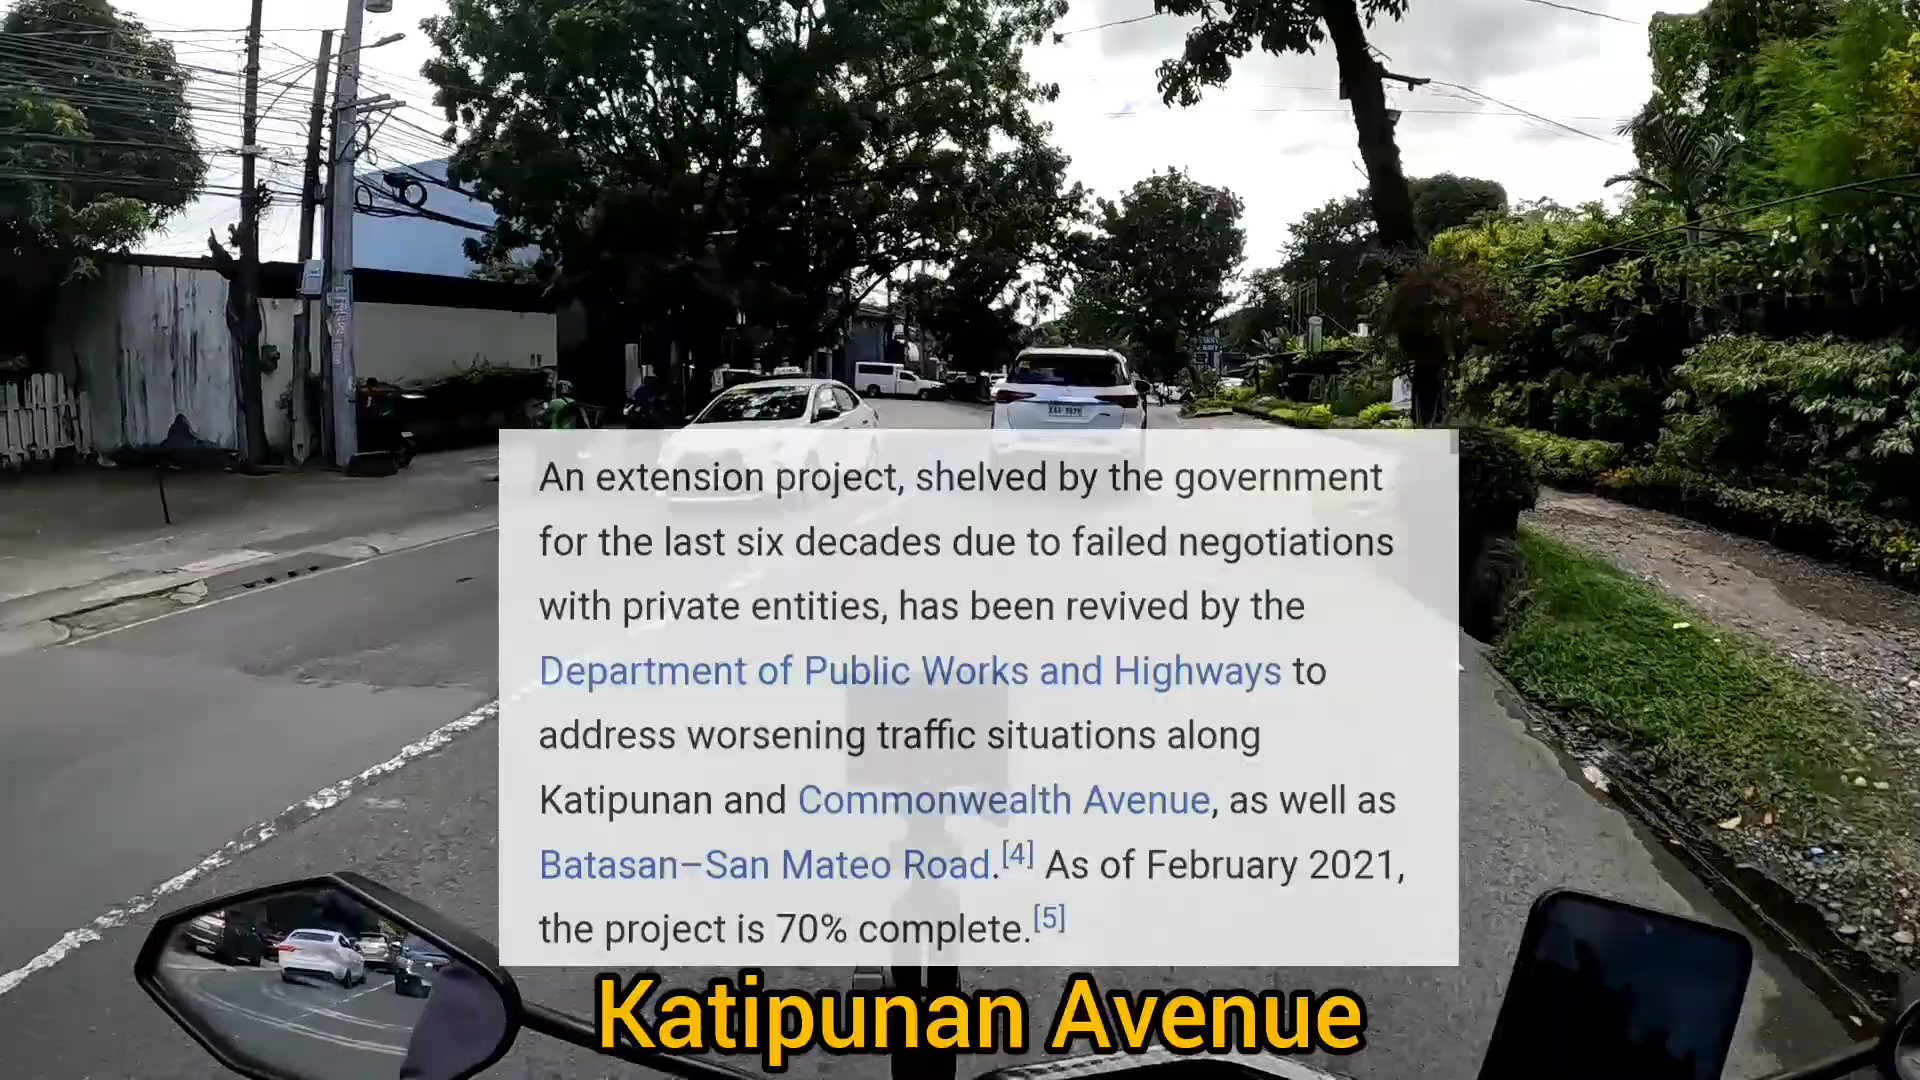 An extension project, shelved by the government
for the last six decades due to failed negotiations
with private entities, has been revived by the
Department of Public Works and Highways to
address worsening traffic situations along
Katipunan and Commonwealth Avenue, as well as
Batasan–San Mateo Road.[4] As of February 2021,
the project is 70% complete.[5]
Katipunan Avenue